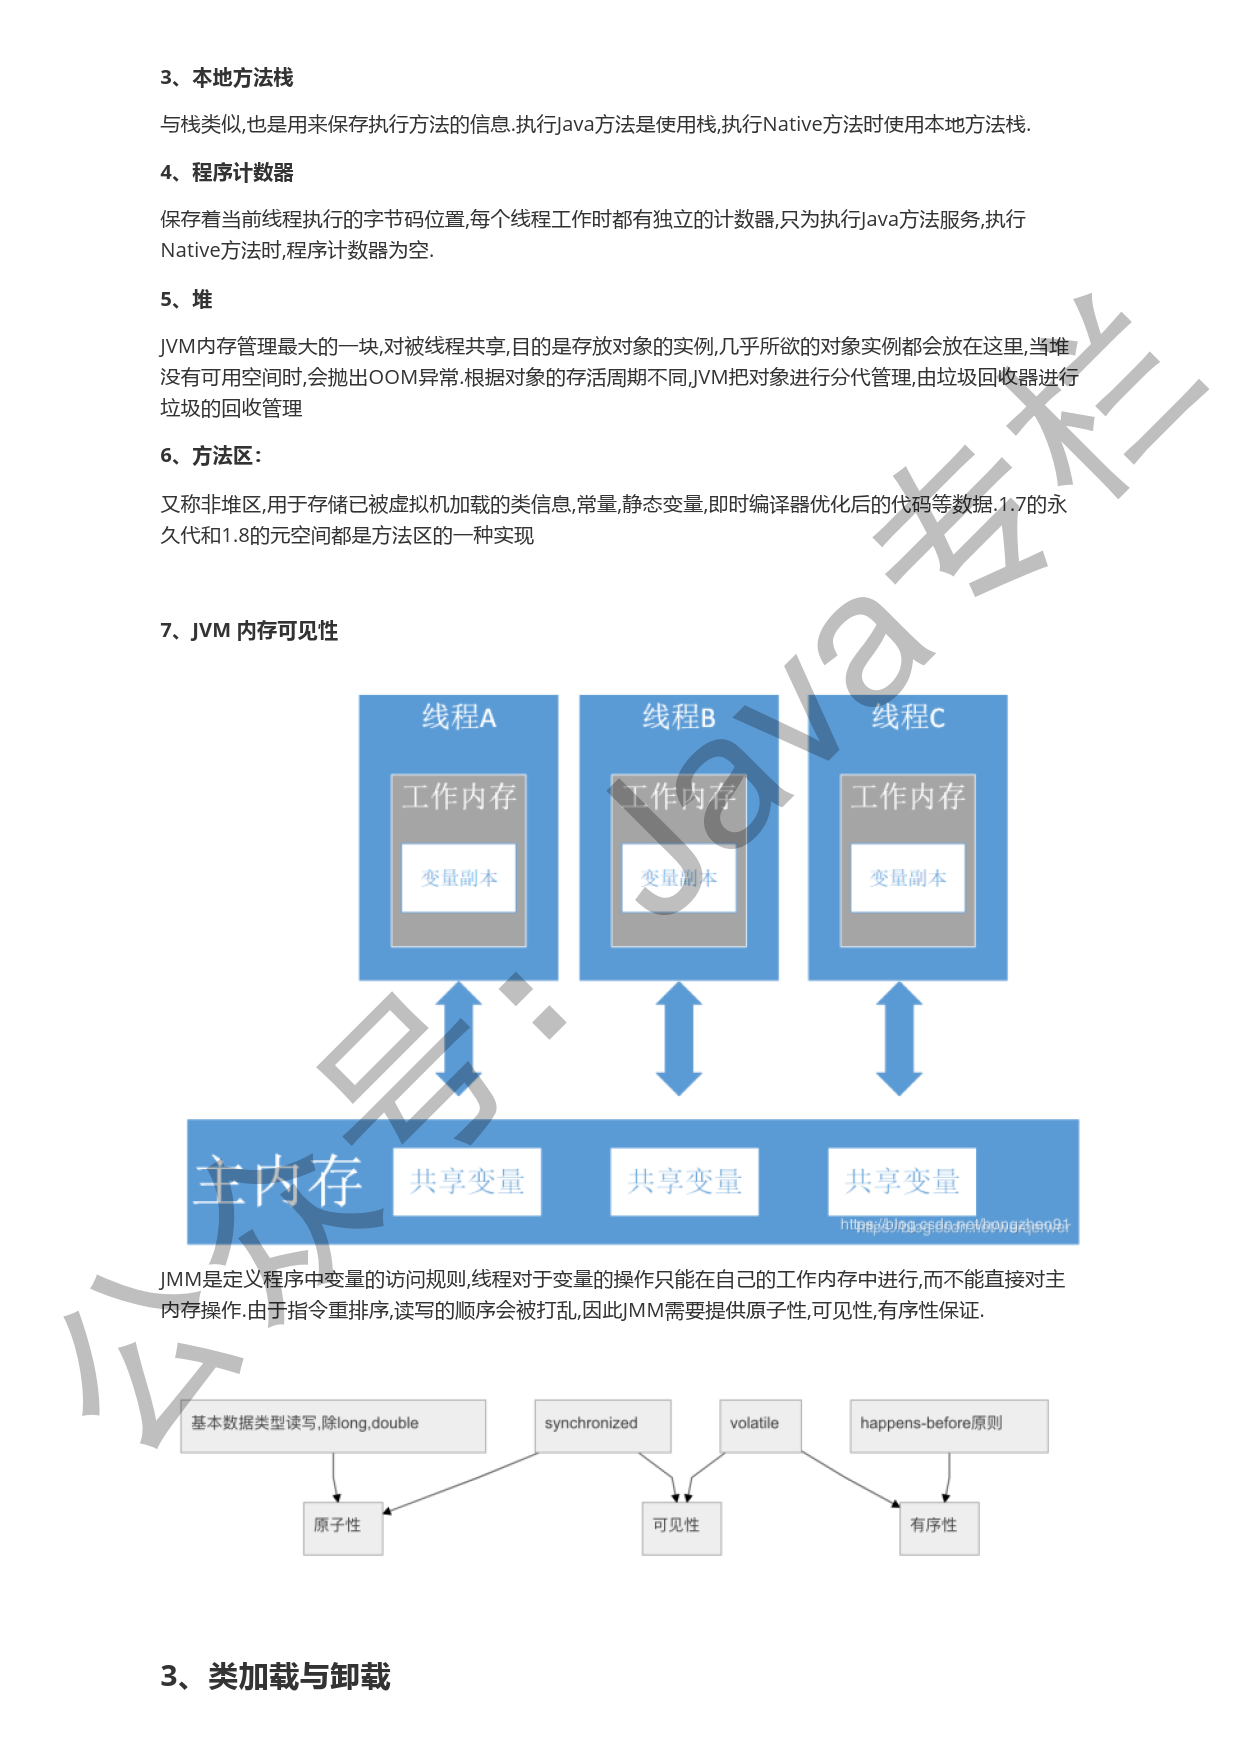 3、本地方法栈
与栈类似,也是用来保存执行方法的信息.执行Java方法是使用栈,执行Native方法时使用本地方法栈.
4、程序计数器
保存着当前线程执行的字节码位置,每个线程工作时都有独立的计数器,只为执行Java方法服务,执行
Native方法时,程序计数器为空.
5、堆
JVM内存管理最大的一块,对被线程共享,目的是存放对象的实例,几乎所欲的对象实例都会放在这里,当堆
没有可用空间时,会抛出OOM异常.根据对象的存活周期不同,JVM把对象进行分代管理,由垃圾回收器进行
垃圾的回收管理
6、方法区：
又称非堆区,用于存储已被虚拟机加载的类信息,常量,静态变量,即时编译器优化后的代码等数据.1.7的永
久代和1.8的元空间都是方法区的一种实现
7、JVM 内存可见性
线程A 线程B 线程C
工作内存 工作内存 工作内存
变量副本 变量副本 变量副本
主内存 共享变量 共享变量 共享变量
https://blog.csdn.net/hongzhen91
JMM是定义程序中变量的访问规则,线程对于变量的操作只能在自己的工作内存中进行,而不能直接对主
内存操作.由于指令重排序,读写的顺序会被打乱,因此JMM需要提供原子性,可见性,有序性保证.
基本数据类型读写,除long,double synchronized volatile happens-before原则
原子性 可见性 有序性
3、类加载与卸载
公众号：Java专栏